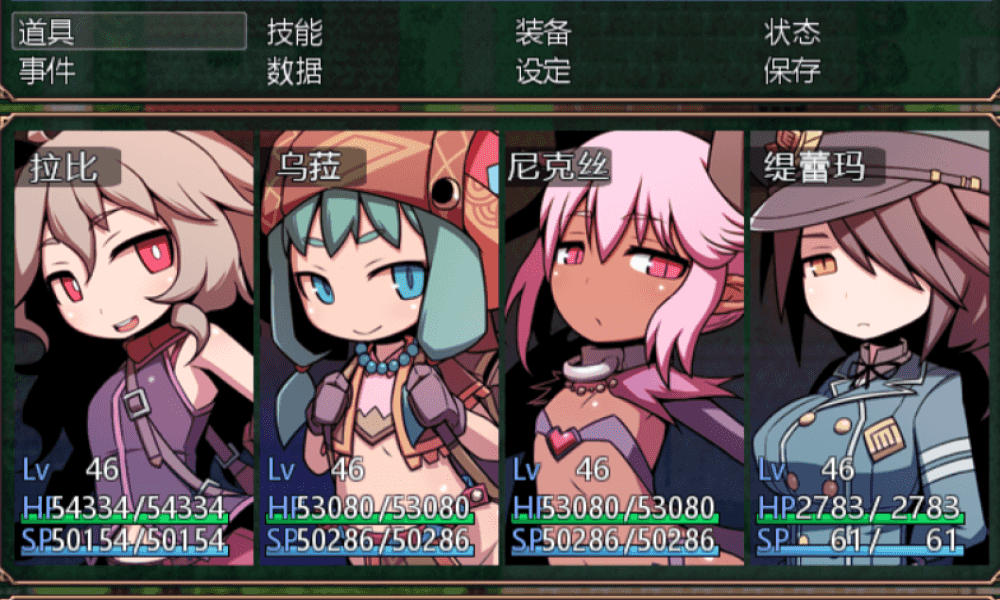 道具 技能 装备 状态
事件 数据 设定 保存
拉比 乌菈 尼克丝 缇蕾玛
Lv 46 Lv 46 Lv 46 Lv 46
HP54334/54334 HP53080/53080 HP53080/53080 HP2783/2783
SP50154/50154 SP50286/50286 SP50286/50286 SP 61/ 61